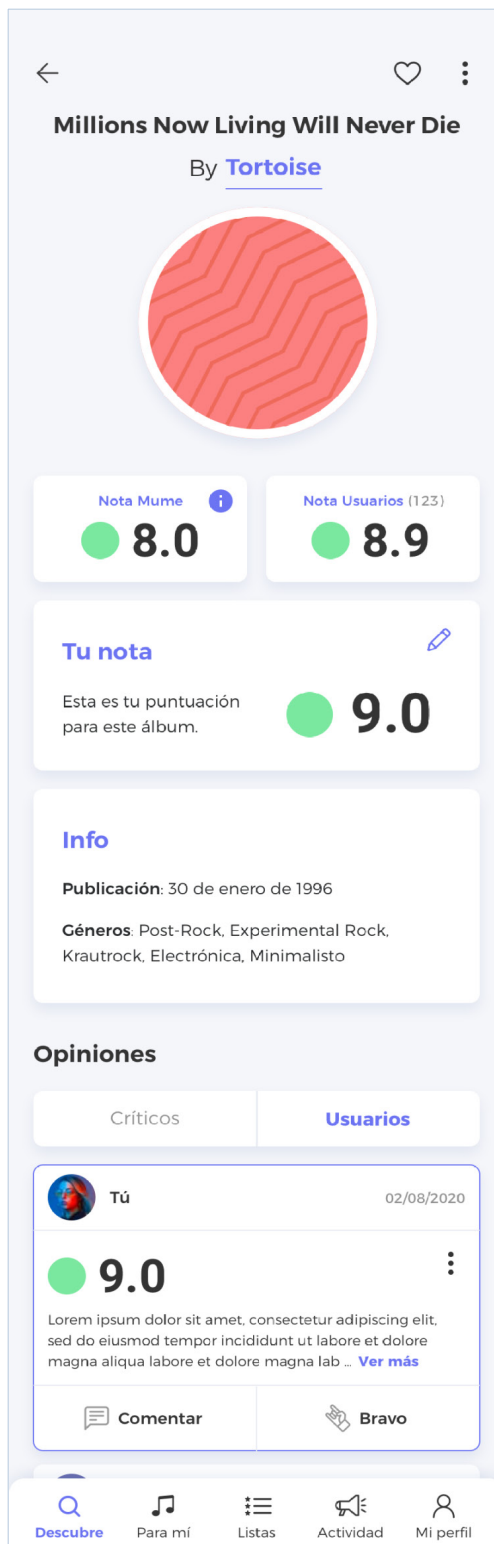 Millions Now Living Will Never Die
By Tortoise
Nota Mume
8.0
Nota Usuarios (123)
8.9
Tu nota
Esta es tu puntuación
para este álbum.
9.0
Info
Publicación: 30 de enero de 1996
Géneros: Post-Rock, Experimental Rock,
Krautrock, Electrónica, Minimalisto
Opiniones
Críticos
Usuarios
Tú
02/08/2020
9.0
Lorem ipsum dolor sit amet, consectetur adipiscing elit,
sed do eiusmod tempor incididunt ut labore et dolore
magna aliqua labore et dolore magna lab ... Ver más
Comentar
Bravo
Descubre
Para mí
Listas
Actividad
Mi perfil